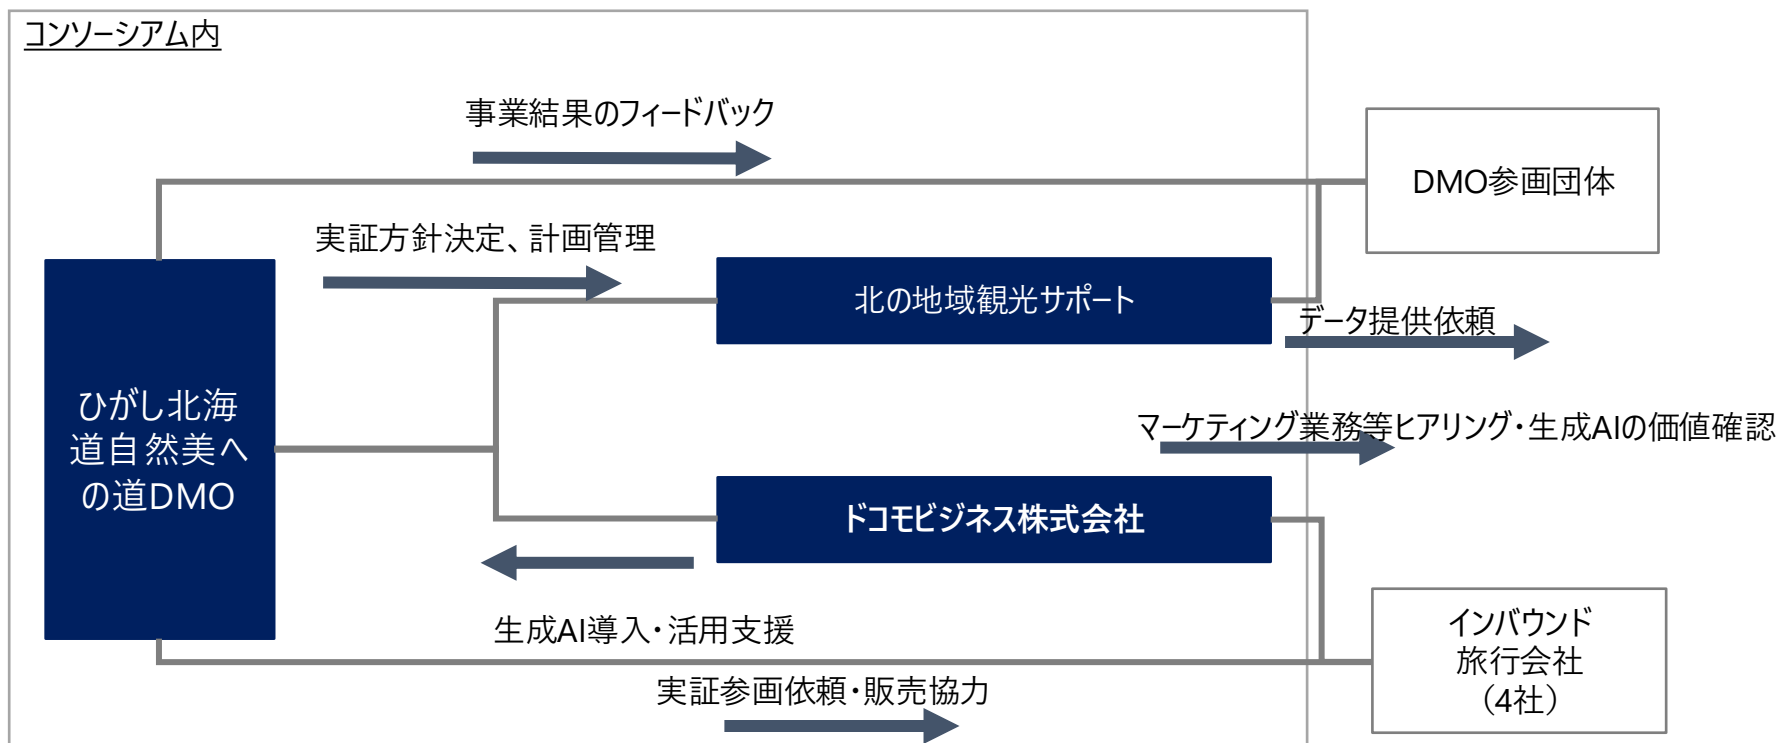 コンソーシアム内
事業結果のフィードバック
DMO参画団体
実証方針決定、計画管理
北の地域観光サポート
データ提供依頼
ひがし北海
道自然美へ
の道DMO
マーケティング業務等ヒアリング・生成AIの価値確認
ドコモビジネス株式会社
生成AI導入・活用支援
インバウンド
旅行会社
（4社）
実証参画依頼・販売協力